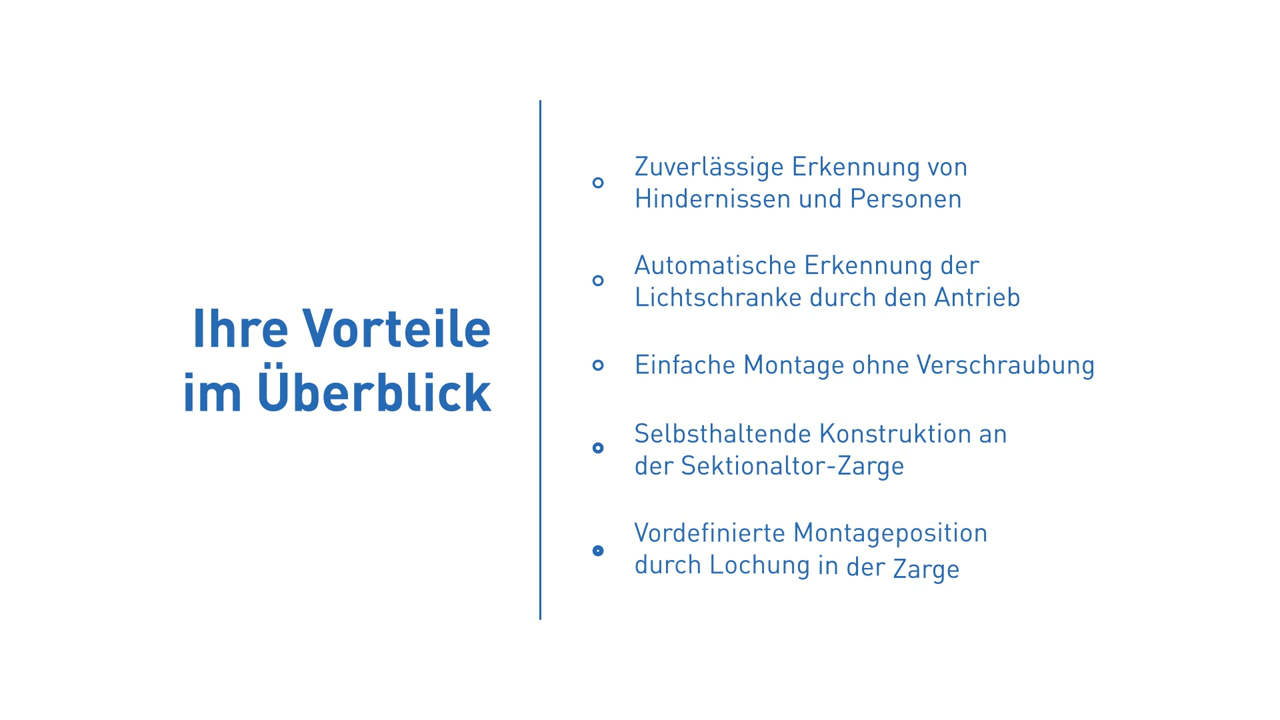 Ihre Vorteile
im Überblick
Zuverlässige Erkennung von
Hindernissen und Personen
Automatische Erkennung der
Lichtschranke durch den Antrieb
Einfache Montage ohne Verschraubung
Selbsthaltende Konstruktion an
der Sektionaltor-Zarge
Vordefinierte Montageposition
durch Lochung in der Zarge